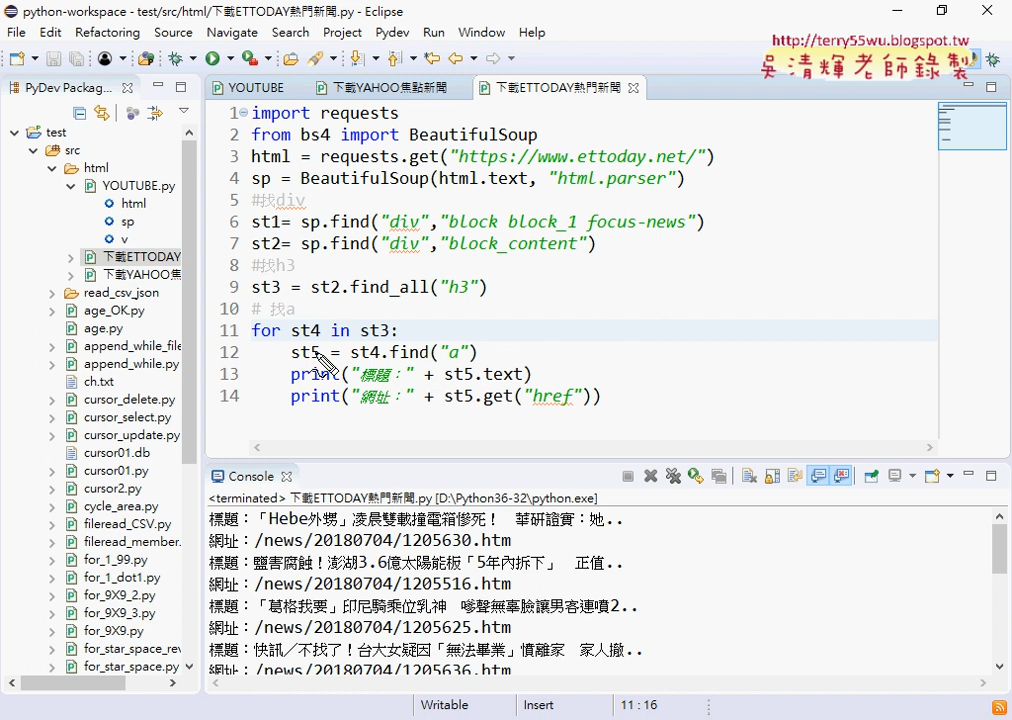 python-workspace - test/src/html/下載ETTODAY熱門新聞.py - Eclipse
File Edit Refactoring Source Navigate Search Project Pydev Run Window Help
http://terry55wu.blogspot.tw
吳清輝老師錄製
PyDev Packag...
YOUTUBE
下載YAHOO焦點新聞
下載ETTODAY熱門新聞
test
src
html
YOUTUBE.py
html
sp
v
下載ETTODAY
下載YAHOO焦
read_csv_json
age_OK.py
age.py
append_while_file
append_while.py
ch.txt
cursor_delete.py
cursor_select.py
cursor_update.py
cursor01.db
cursor01.py
cursor2.py
cycle_area.py
fileread_CSV.py
fileread_member.
for_1_99.py
for_1_dot1.py
for_9X9_2.py
for_9X9_3.py
for_9X9.py
for_star_space_rev
for_star_space.py
1 import requests
2 from bs4 import BeautifulSoup
3 html = requests.get("https://www.ettoday.net/")
4 sp = BeautifulSoup(html.text, "html.parser")
5 #找div
6 st1= sp.find("div","block block_1 focus-news")
7 st2= sp.find("div","block_content")
8 #找h3
9 st3 = st2.find_all("h3")
10 # 找a
11 for st4 in st3:
12 st5 = st4.find("a")
13 print("標題：" + st5.text)
14 print("網址：" + st5.get("href"))
Console
<terminated> 下載ETTODAY熱門新聞.py [D:\Python36-32\python.exe]
標題：「Hebe外甥」凌晨雙載撞電箱慘死！　華研證實：她..
網址：/news/20180704/1205630.htm
標題：鹽害腐蝕！澎湖3.6億太陽能板「5年內拆下」　正值..
網址：/news/20180704/1205516.htm
標題：「葛格我要」印尼騎乘位乳神　嗲聲無辜臉讓男客連噴2..
網址：/news/20180704/1205625.htm
標題：快訊／不找了！台大女疑因「無法畢業」憤離家　家人撤..
網址：/news/20180704/1205636.htm
Writable
Insert
11 : 16